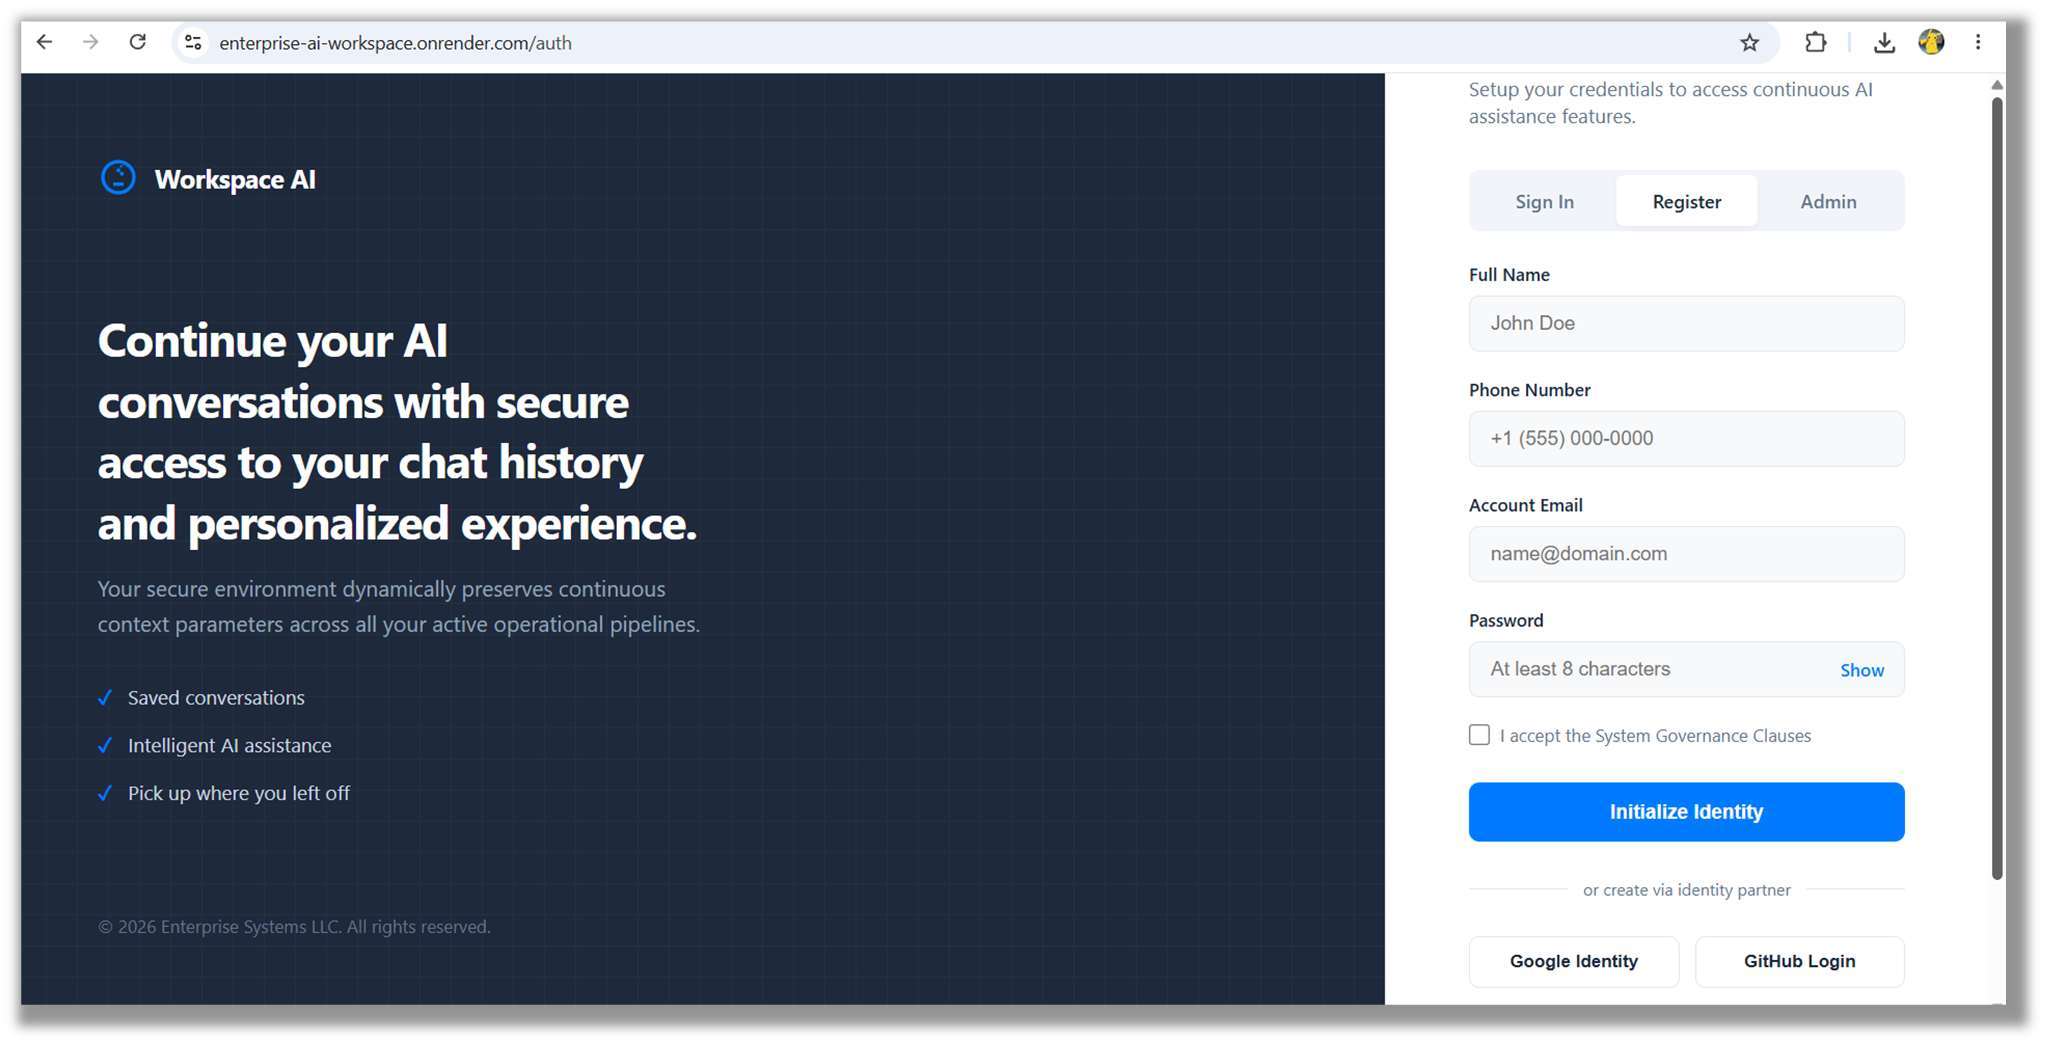 enterprise-ai-workspace.onrender.com/auth
Workspace AI
Continue your AI
conversations with secure
access to your chat history
and personalized experience.
Your secure environment dynamically preserves continuous
context parameters across all your active operational pipelines.
✓ Saved conversations
✓ Intelligent AI assistance
✓ Pick up where you left off
© 2026 Enterprise Systems LLC. All rights reserved.
Setup your credentials to access continuous AI
assistance features.
Sign In Register Admin
Full Name
John Doe
Phone Number
+1 (555) 000-0000
Account Email
name@domain.com
Password
At least 8 characters Show
I accept the System Governance Clauses
Initialize Identity
or create via identity partner
Google Identity GitHub Login